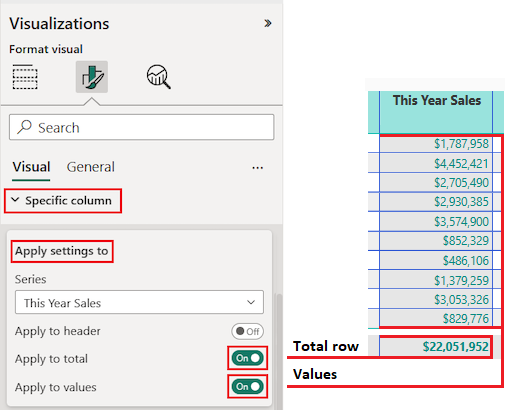 Visualizations
»
Format visual
Search
Visual General ...
Specific column
Apply settings to
Series
This Year Sales
Apply to header Off
Apply to total On
Apply to values On
This Year Sales
$1,787,958
$4,452,421
$2,705,490
$2,930,385
$3,574,900
$852,329
$486,106
$1,379,259
$3,053,326
$829,776
Total row $22,051,952
Values